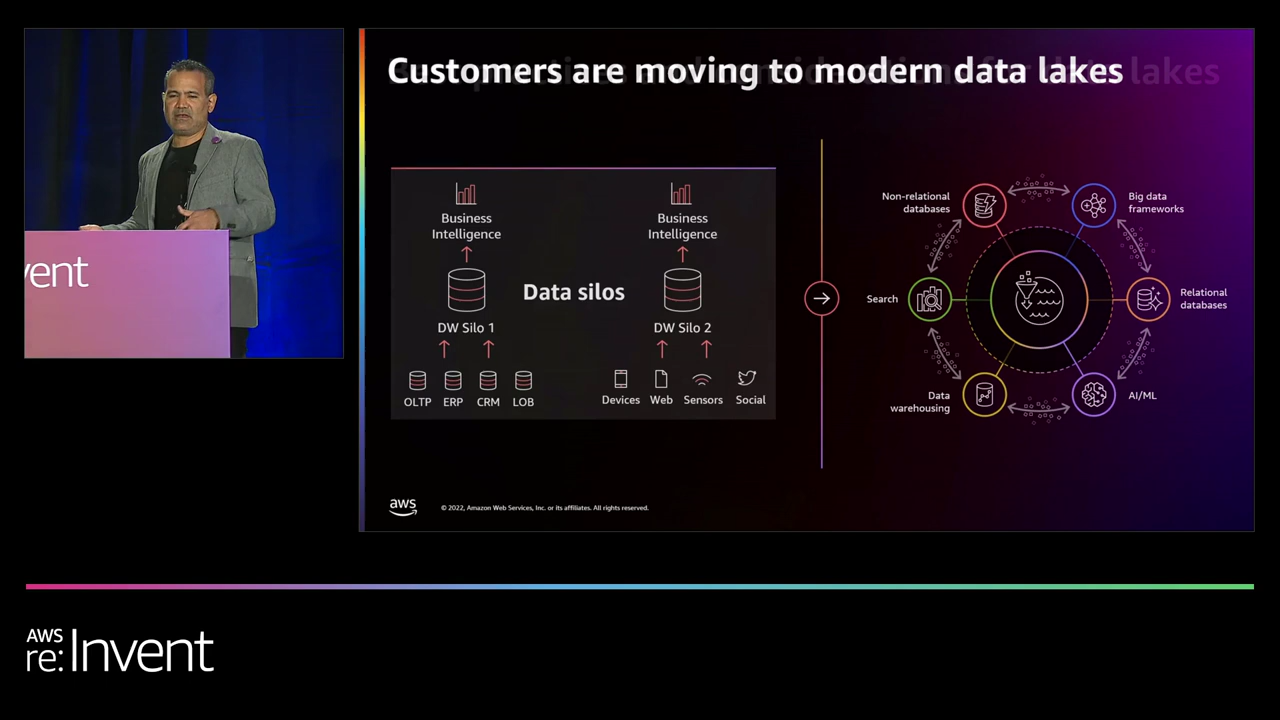 Customers are moving to modern data lakes
Business
Intelligence
Business
Intelligence
Data silos
DW Silo 1
DW Silo 2
OLTP
ERP
CRM
LOB
Devices
Web
Sensors
Social
Non-relational
databases
Big data
frameworks
Search
Relational
databases
Data
warehousing
AI/ML
aws
© 2022, Amazon Web Services, Inc. or its affiliates. All rights reserved.
vent
AWS
re:Invent